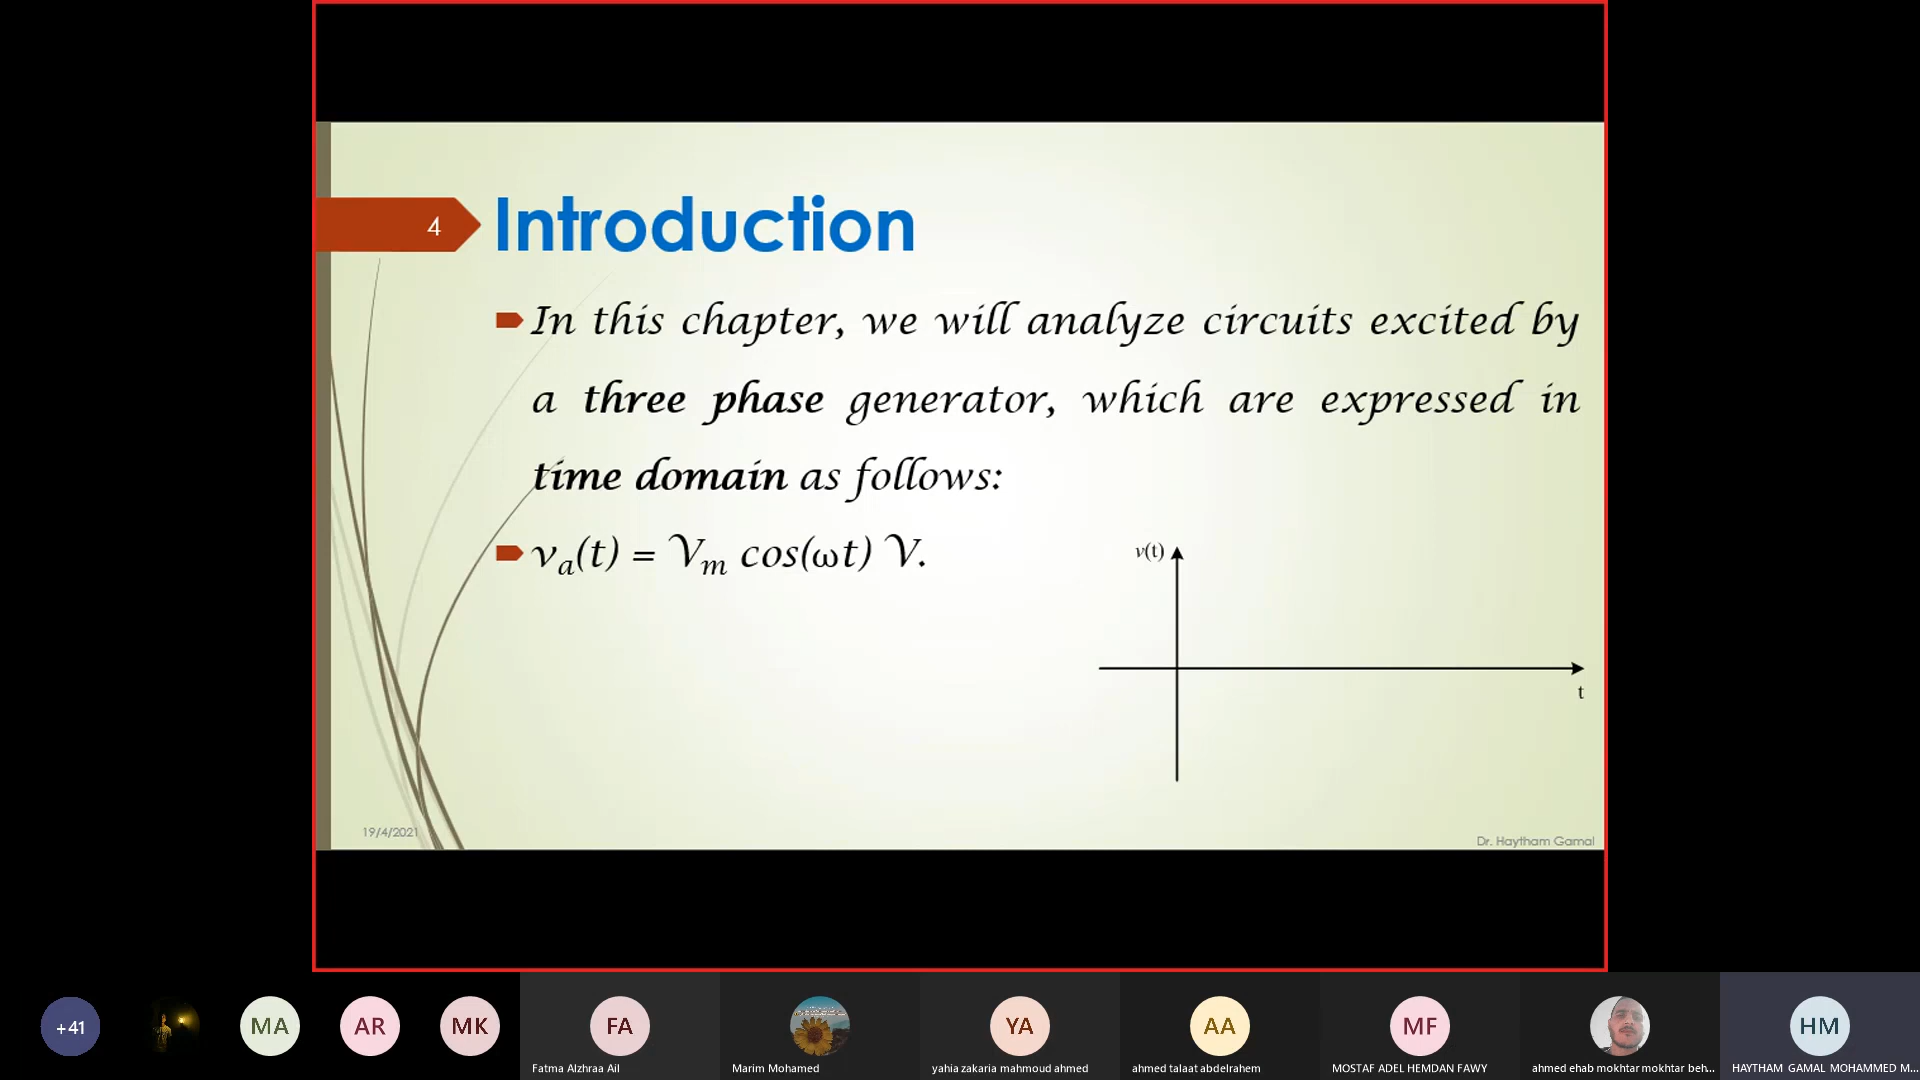 4
Introduction
In this chapter, we will analyze circuits excited by
a three phase generator, which are expressed in
time domain as follows:
vₐ(t) = Vₘ cos(ωt) V.
v(t)
t
19/4/2021
Dr. Haytham Gamal
+41
MA
AR
MK
FA
YA
AA
MF
HM
Fatma Alzhraa Ail
Marim Mohamed
yahia zakaria mahmoud ahmed
ahmed talaat abdelrahem
MOSTAF ADEL HEMDAN FAWY
ahmed ehab mokhtar mokhtar beh...
HAYTHAM GAMAL MOHAMMED M...